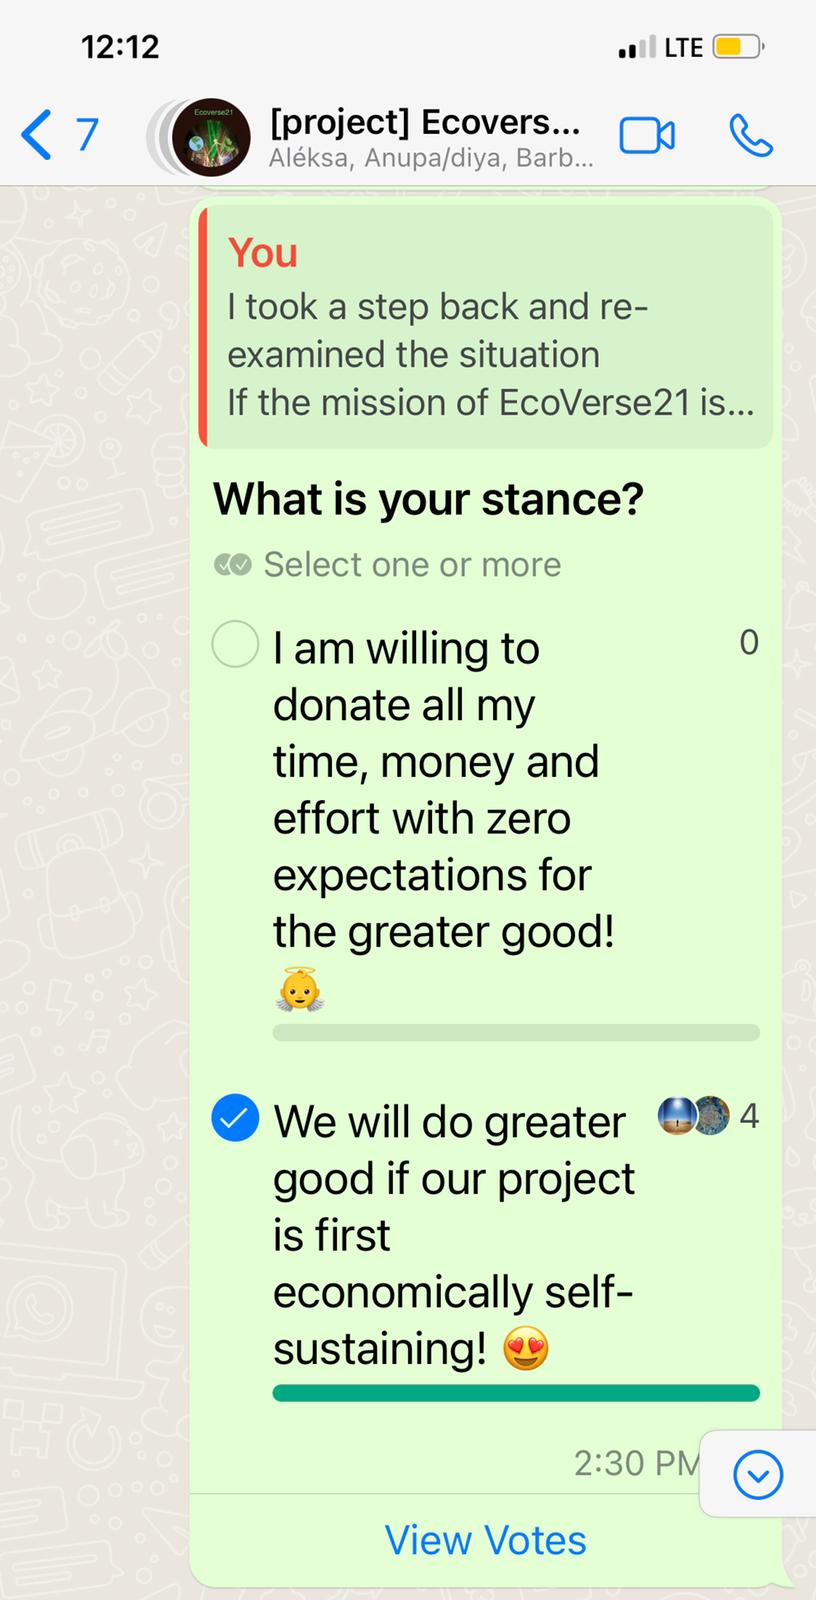 12:12
LTE
7
Ecoverse21
[project] Ecovers...
Aléksa, Anupa/diya, Barb...
You
I took a step back and re-
examined the situation
If the mission of EcoVerse21 is...
What is your stance?
Select one or more
I am willing to
donate all my
time, money and
effort with zero
expectations for
the greater good!
👼
0
We will do greater
good if our project
is first
economically self-
sustaining! 😍
4
2:30 PM
View Votes